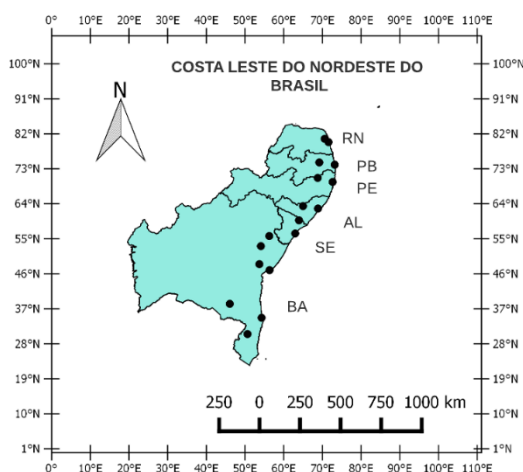 0° 10°E 20°E 30°E 40°E 50°E 60°E 70°E 80°E 90°E 100°E 110°E
100°N 100°N
COSTA LESTE DO NORDESTE DO
BRASIL
N
91°N 91°N
82°N 82°N
RN
73°N 73°N
PB
PE
64°N 64°N
AL
55°N 55°N
SE
46°N 46°N
37°N 37°N
BA
28°N 28°N
19°N 19°N
250 0 250 500 750 1000 km
10°N 10°N
1°N 1°N
0° 10°E 20°E 30°E 40°E 50°E 60°E 70°E 80°E 90°E 100°E 110°E